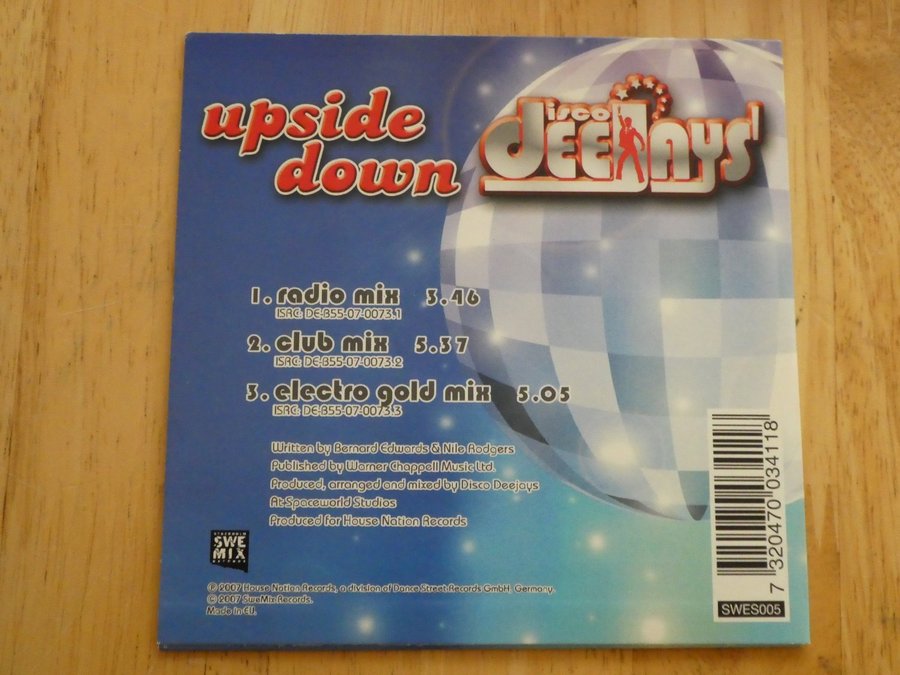 upside
down
Disco
DeeJays
1. radio mix 3.46
ISRC: DE-B55-07-0073.1
2. club mix 5.37
ISRC: DE-B55-07-0073.2
3. electro gold mix 5.05
ISRC: DE-B55-07-0073.3
Written by Bernard Edwards & Nile Rodgers
Published by Warner Chappell Music Ltd.
Produced, arranged and mixed by Disco Deejays
At Spaceworld Studios
Produced for House Nation Records
STOCKHOLM
SWE
MIX
RECORDS
℗ 2007 House Nation Records, a division of Dance Street Records GmbH, Germany.
© 2007 SweMix Records.
Made in EU.
7 320470 034118
SWES005